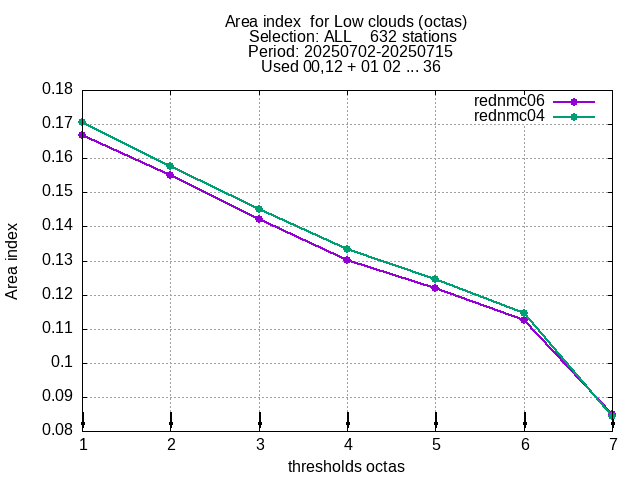 Area index  for Low clouds (octas)
Selection: ALL    632 stations
Period: 20250702-20250715
Used 00,12 + 01 02 ... 36
rednmc06
rednmc04
0.18
0.17
0.16
0.15
0.14
0.13
0.12
0.11
0.1
0.09
0.08
Area index
1 2 3 4 5 6 7
thresholds octas